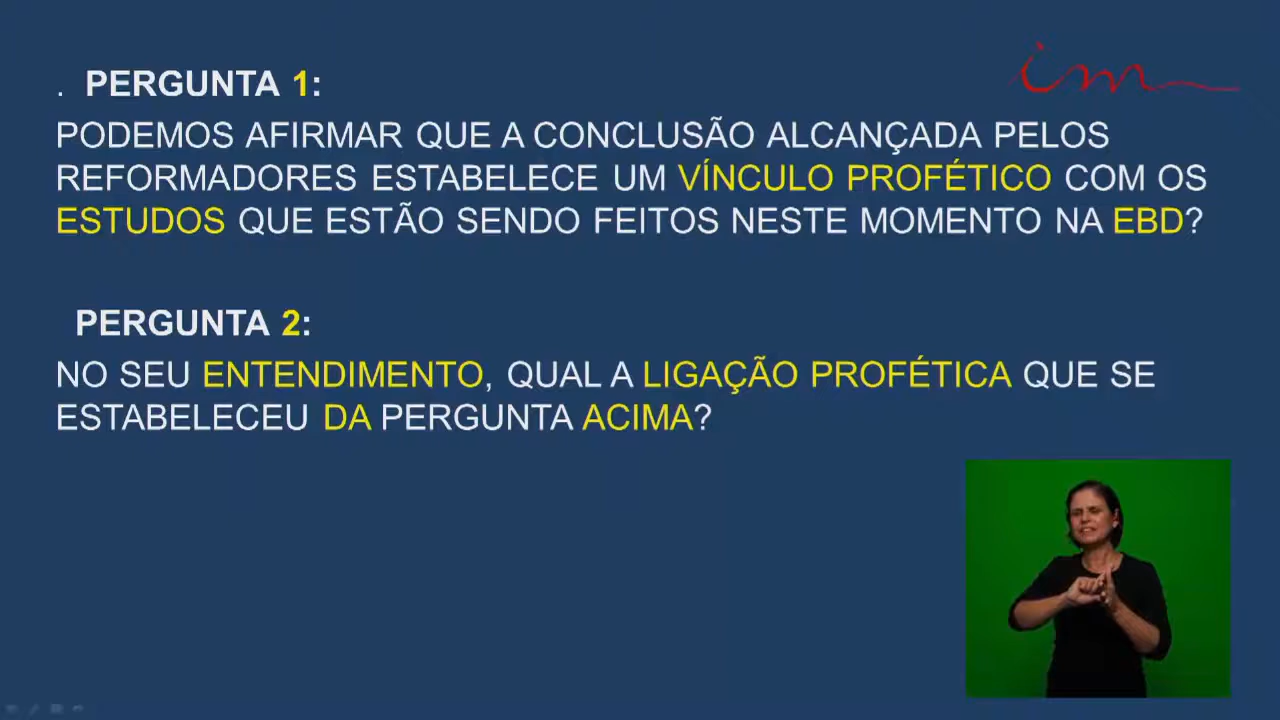 . PERGUNTA 1:
PODEMOS AFIRMAR QUE A CONCLUSÃO ALCANÇADA PELOS
REFORMADORES ESTABELECE UM VÍNCULO PROFÉTICO COM OS
ESTUDOS QUE ESTÃO SENDO FEITOS NESTE MOMENTO NA EBD?
PERGUNTA 2:
NO SEU ENTENDIMENTO, QUAL A LIGAÇÃO PROFÉTICA QUE SE
ESTABELECEU DA PERGUNTA ACIMA?
im